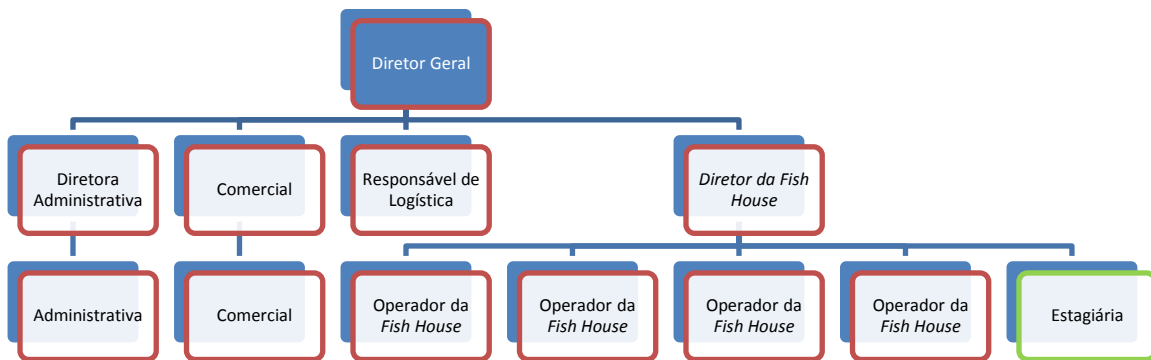 Diretor Geral
Diretora
Administrativa
Comercial
Responsável de
Logística
Diretor da Fish
House
Administrativa
Comercial
Operador da
Fish House
Operador da
Fish House
Operador da
Fish House
Operador da
Fish House
Estagiária